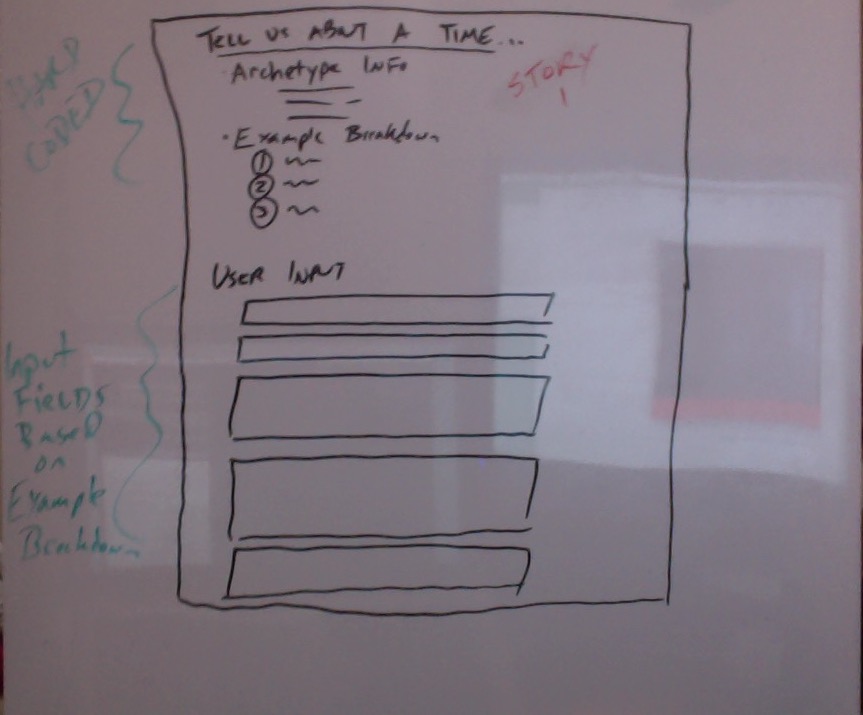 TELL US ABOUT A TIME...
STORY
1
· Archetype INFO
HARD
CODED
· Example Breakdown
1
2
3
USER INPUT
Input
FIELDS
BASED
on
Example
Breakdown